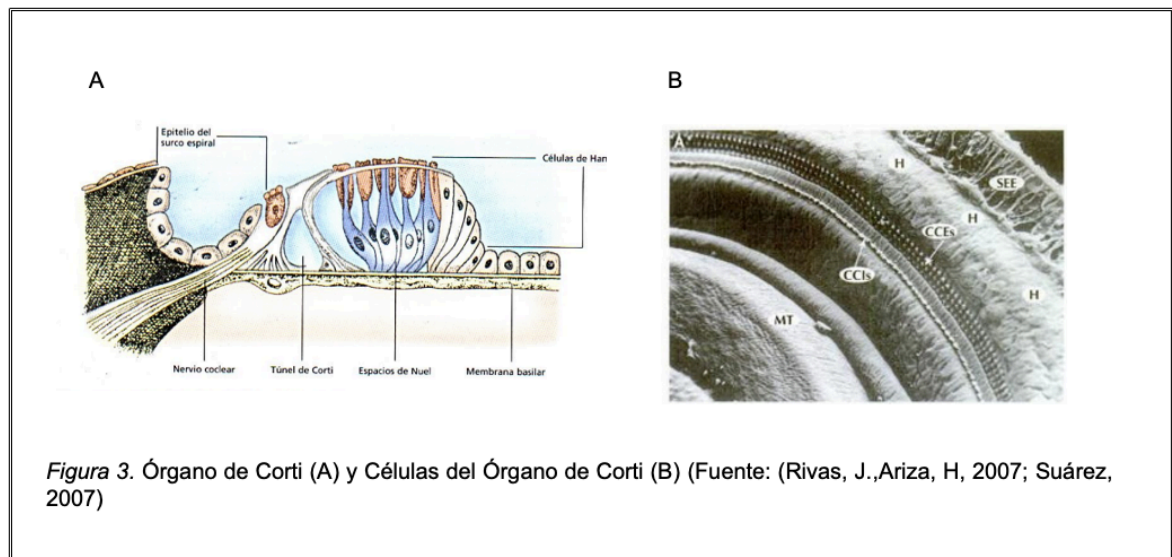 A
B
Epitelio del
surco espiral
Células de Han
Nervio coclear
Túnel de Corti
Espacios de Nuel
Membrana basilar
A
H
SEE
H
CCEs
CCIs
H
MT
Figura 3. Órgano de Corti (A) y Células del Órgano de Corti (B) (Fuente: (Rivas, J.,Ariza, H, 2007; Suárez,
2007)